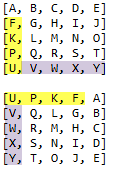 [A, B, C, D, E]
[F, G, H, I, J]
[K, L, M, N, O]
[P, Q, R, S, T]
[U, V, W, X, Y]
[U, P, K, F, A]
[V, Q, L, G, B]
[W, R, M, H, C]
[X, S, N, I, D]
[Y, T, O, J, E]